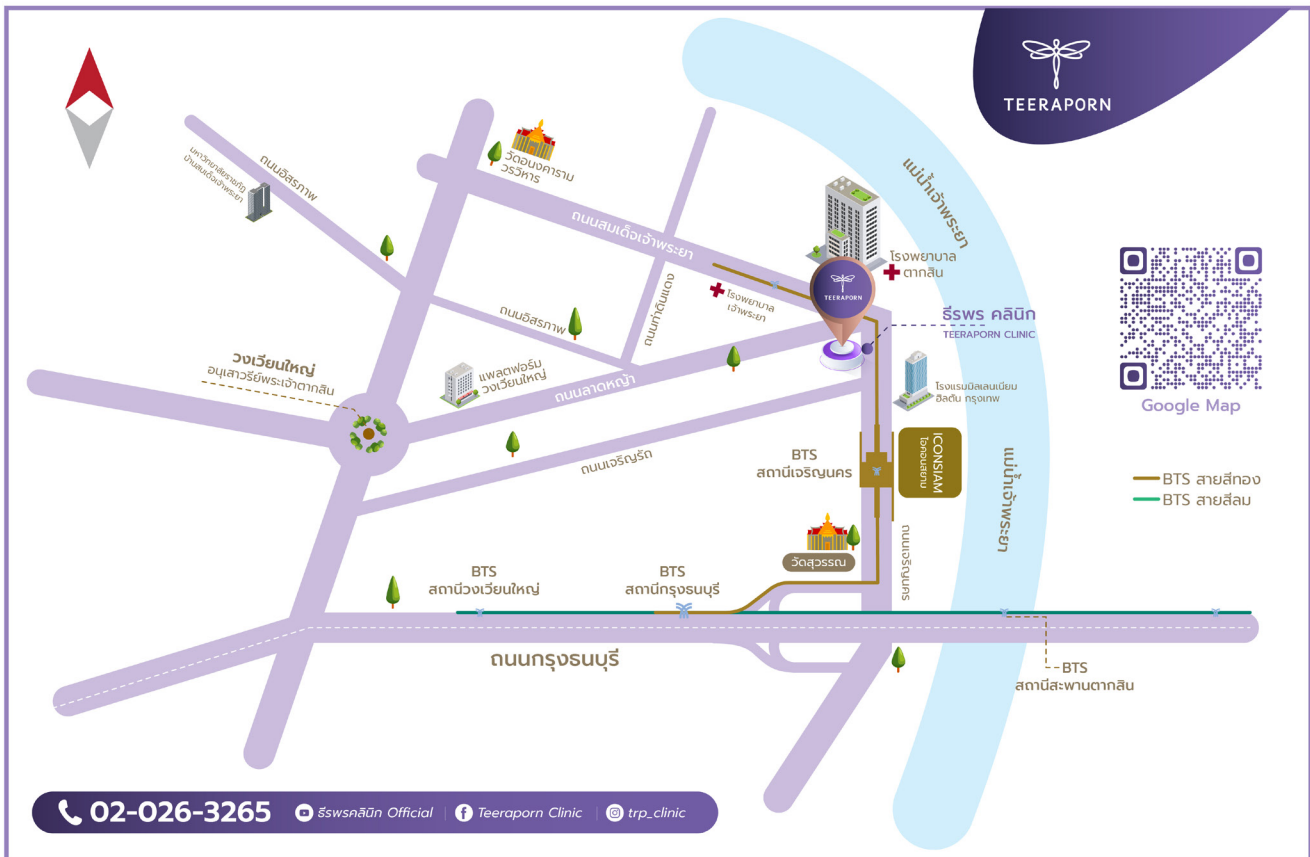 TEERAPORN
วัดอนงคาราม
วรวิหาร
ถนนอิสรภาพ
มหาวิทยาลัยราชภัฏ
บ้านสมเด็จเจ้าพระยา
ถนนสมเด็จเจ้าพระยา
แม่น้ำเจ้าพระยา
โรงพยาบาล
ตากสิน
โรงพยาบาล
เจ้าพระยา
TEERAPORN
ธีรพร คลินิก
TEERAPORN CLINIC
ถนนท่าดินแดง
ถนนอิสรภาพ
วงเวียนใหญ่
อนุเสาวรีย์พระเจ้าตากสิน
แพลตฟอร์ม
วงเวียนใหญ่
ถนนลาดหญ้า
โรงแรมมิลเลนเนียม
ฮิลตัน กรุงเทพ
Google Map
ถนนเจริญรัถ
BTS
สถานีเจริญนคร
ICONSIAM
ไอคอนสยาม
แม่น้ำเจ้าพระยา
BTS สายสีทอง
BTS สายสีลม
วัดสุวรรณ
ถนนเจริญนคร
BTS
สถานีวงเวียนใหญ่
BTS
สถานีกรุงธนบุรี
ถนนกรุงธนบุรี
BTS
สถานีสะพานตากสิน
02-026-3265
ธีรพรคลินิก Official
Teeraporn Clinic
trp_clinic